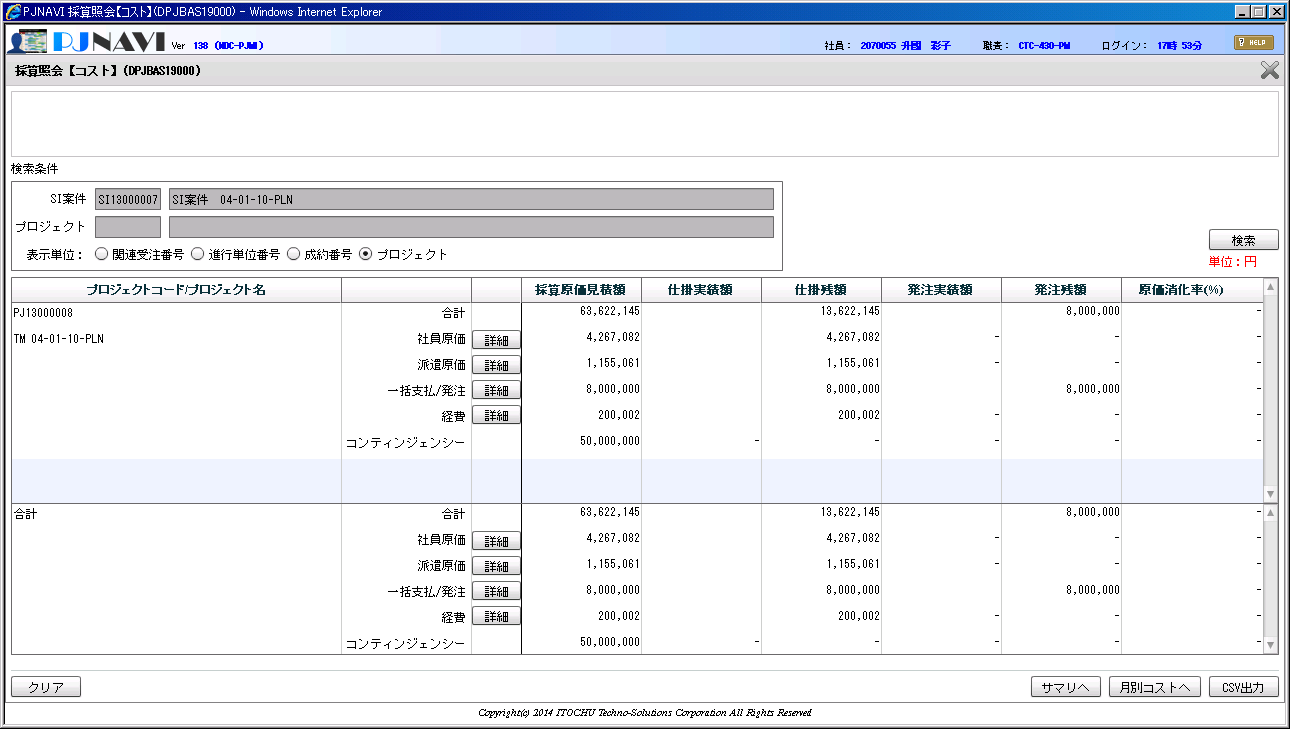 PJNAVI 採算照会【コスト】(DPJBAS19000) - Windows Internet Explorer
PJNAVI Ver 138 (NDC-PJMI) 社員： 2070055 升國 彩子 職責： CTC-430-PM ログイン： 17時 53分 ? HELP
採算照会【コスト】(DPJBAS19000)
検索条件
SI案件 SI13000007 SI案件 04-01-10-PLN
プロジェクト
表示単位： 関連受注番号 進行単位番号 成約番号 プロジェクト
検索
単位：円
プロジェクトコード/プロジェクト名 採算原価見積額 仕掛実績額 仕掛残額 発注実績額 発注残額 原価消化率(%)
PJ13000008 合計 63,622,145 13,622,145 8,000,000 -
TM 04-01-10-PLN 社員原価 詳細 4,267,082 4,267,082 - - -
派遣原価 詳細 1,155,061 1,155,061 - - -
一括支払/発注 詳細 8,000,000 8,000,000 8,000,000 -
経費 詳細 200,002 200,002 - - -
コンティンジェンシー 50,000,000 - - - - -
合計 合計 63,622,145 13,622,145 8,000,000 -
社員原価 詳細 4,267,082 4,267,082 - - -
派遣原価 詳細 1,155,061 1,155,061 - - -
一括支払/発注 詳細 8,000,000 8,000,000 8,000,000 -
経費 詳細 200,002 200,002 - - -
コンティンジェンシー 50,000,000 - - - - -
クリア サマリへ 月別コストへ CSV出力
Copyright(c) 2014 ITOCHU Techno-Solutions Corporation All Rights Reserved